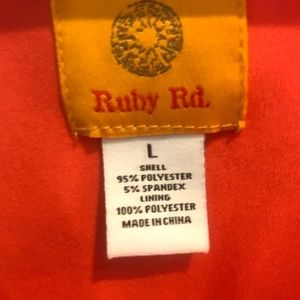 Ruby Rd.
L
SHELL
95% POLYESTER
5% SPANDEX
LINING
100% POLYESTER
MADE IN CHINA